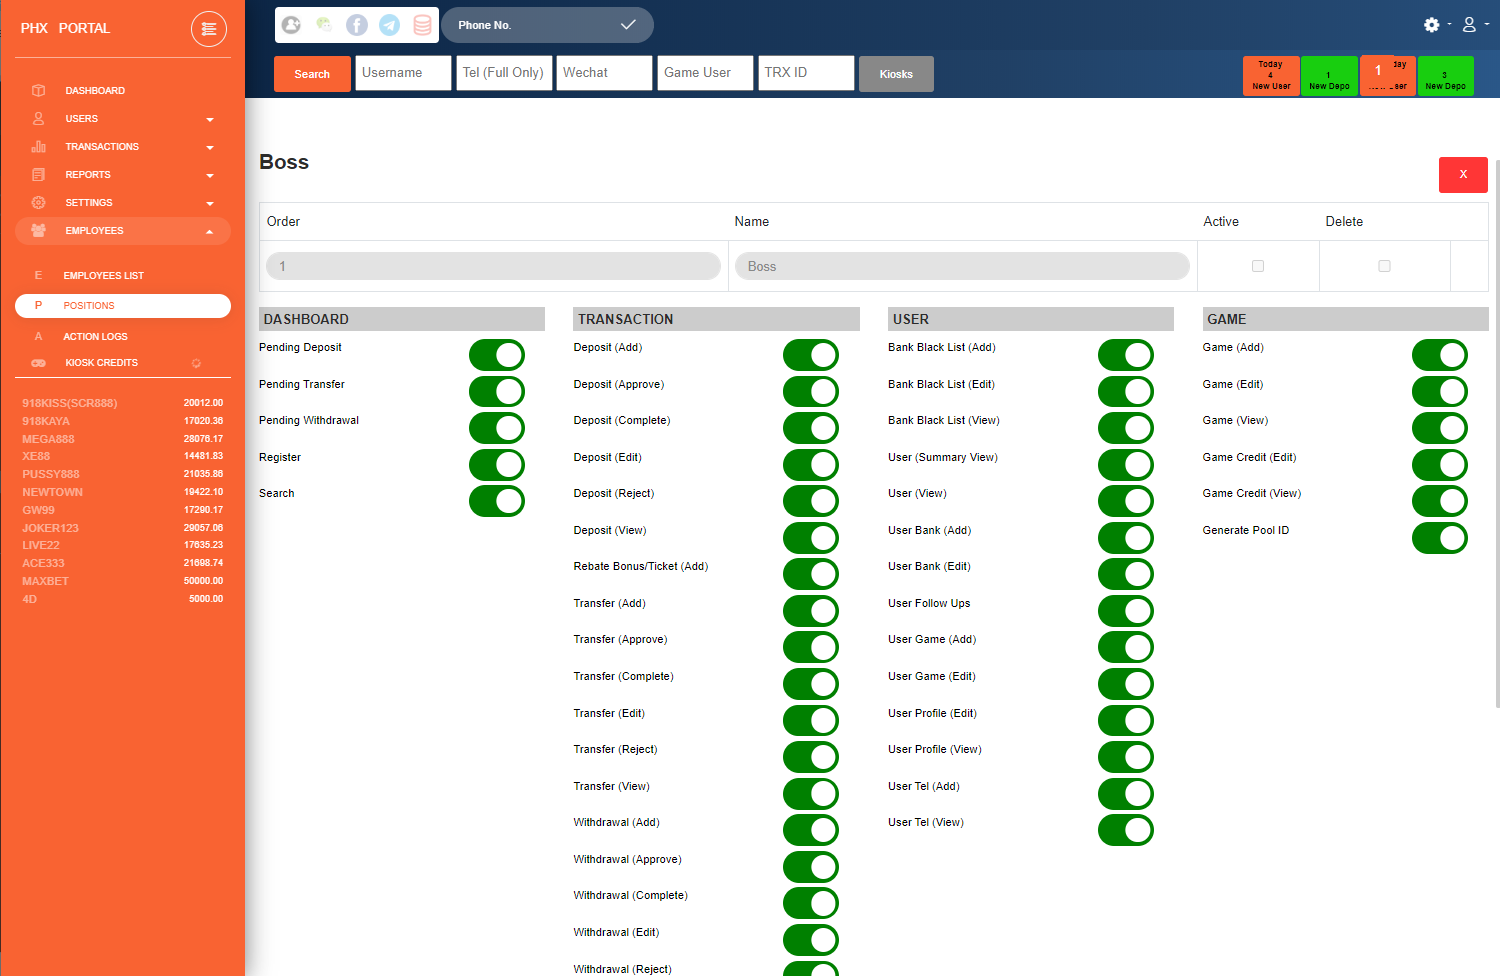 PHX PORTAL
Phone No.
Search
Username
Tel (Full Only)
Wechat
Game User
TRX ID
Kiosks
Today
4
New User
1
New Depo
1
day
User
3
New Depo
DASHBOARD
USERS
TRANSACTIONS
REPORTS
SETTINGS
EMPLOYEES
E EMPLOYEES LIST
P POSITIONS
A ACTION LOGS
KIOSK CREDITS
918KISS(SCR888) 20012.00
918KAYA 17020.36
MEGA888 28076.17
XE88 14481.83
PUSSY888 21035.86
NEWTOWN 19422.10
GW99 17290.17
JOKER123 29057.06
LIVE22 17635.23
ACE333 21698.74
MAXBET 50000.00
4D 5000.00
Boss
X
Order Name Active Delete
1 Boss
DASHBOARD
Pending Deposit
Pending Transfer
Pending Withdrawal
Register
Search
TRANSACTION
Deposit (Add)
Deposit (Approve)
Deposit (Complete)
Deposit (Edit)
Deposit (Reject)
Deposit (View)
Rebate Bonus/Ticket (Add)
Transfer (Add)
Transfer (Approve)
Transfer (Complete)
Transfer (Edit)
Transfer (Reject)
Transfer (View)
Withdrawal (Add)
Withdrawal (Approve)
Withdrawal (Complete)
Withdrawal (Edit)
Withdrawal (Reject)
USER
Bank Black List (Add)
Bank Black List (Edit)
Bank Black List (View)
User (Summary View)
User (View)
User Bank (Add)
User Bank (Edit)
User Follow Ups
User Game (Add)
User Game (Edit)
User Profile (Edit)
User Profile (View)
User Tel (Add)
User Tel (View)
GAME
Game (Add)
Game (Edit)
Game (View)
Game Credit (Edit)
Game Credit (View)
Generate Pool ID